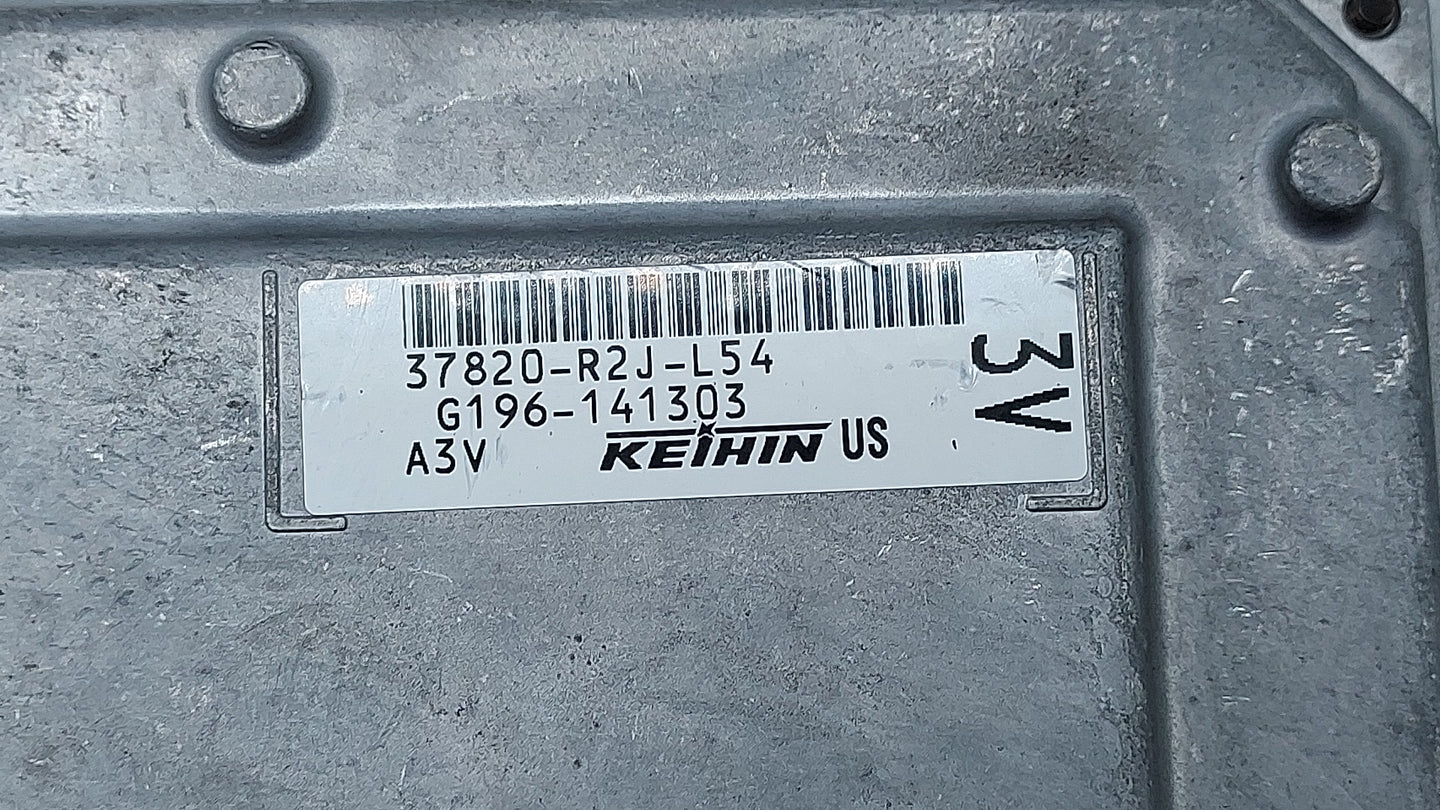 37820-R2J-L54
G196-141303
A3V KEIHIN US
3V